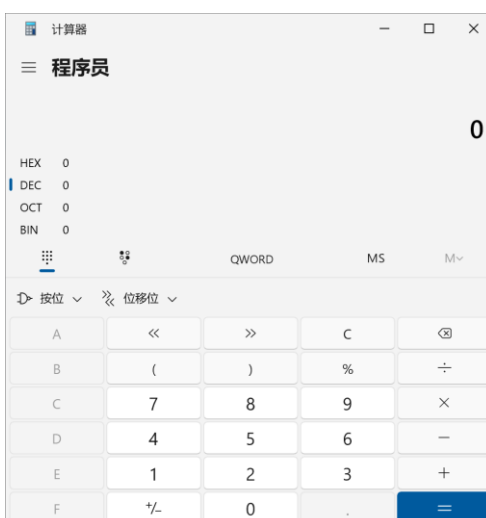 计算器
程序员
0
HEX 0
DEC 0
OCT 0
BIN 0
QWORD MS M
按位 位移位
A << >> C
B ( ) % ÷
C 7 8 9 ×
D 4 5 6 −
E 1 2 3 +
F +/− 0 . =